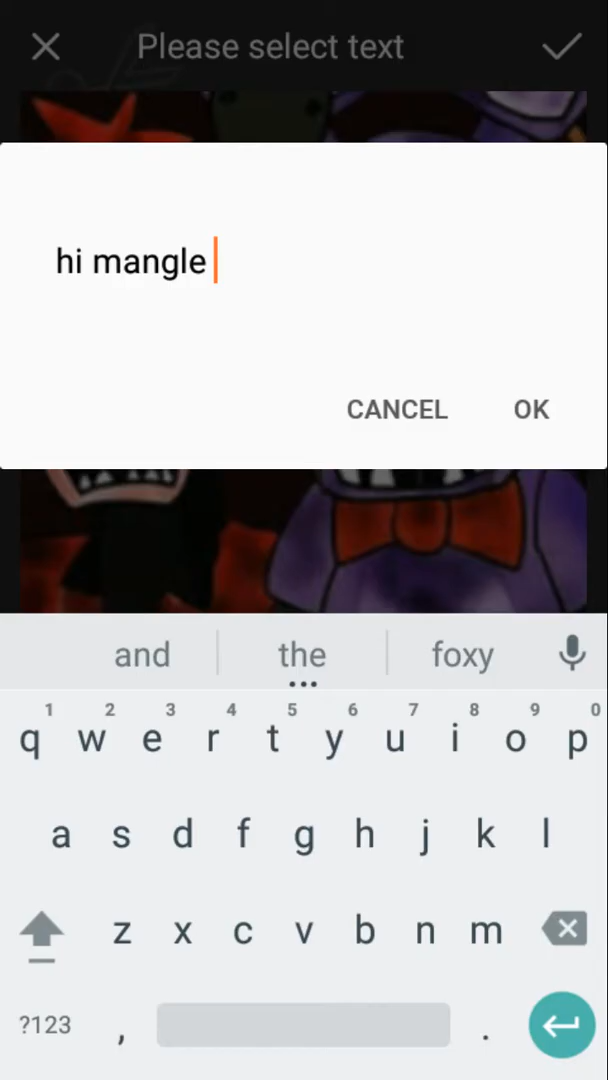 Please select text
hi mangle
CANCEL OK
and the foxy
1 2 3 4 5 6 7 8 9 0
q w e r t y u i o p
a s d f g h j k l
z x c v b n m
?123 , .